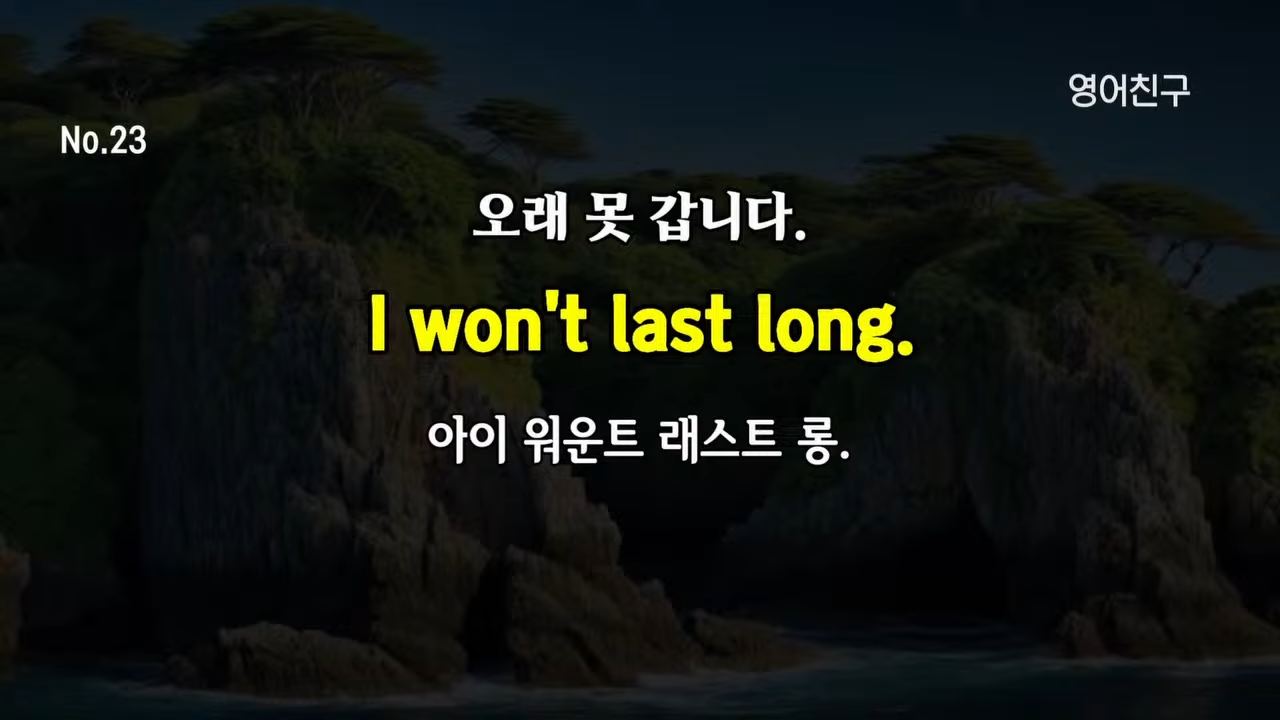 영어친구
No.23
오래 못 갑니다.
I won't last long.
아이 워운트 래스트 롱.